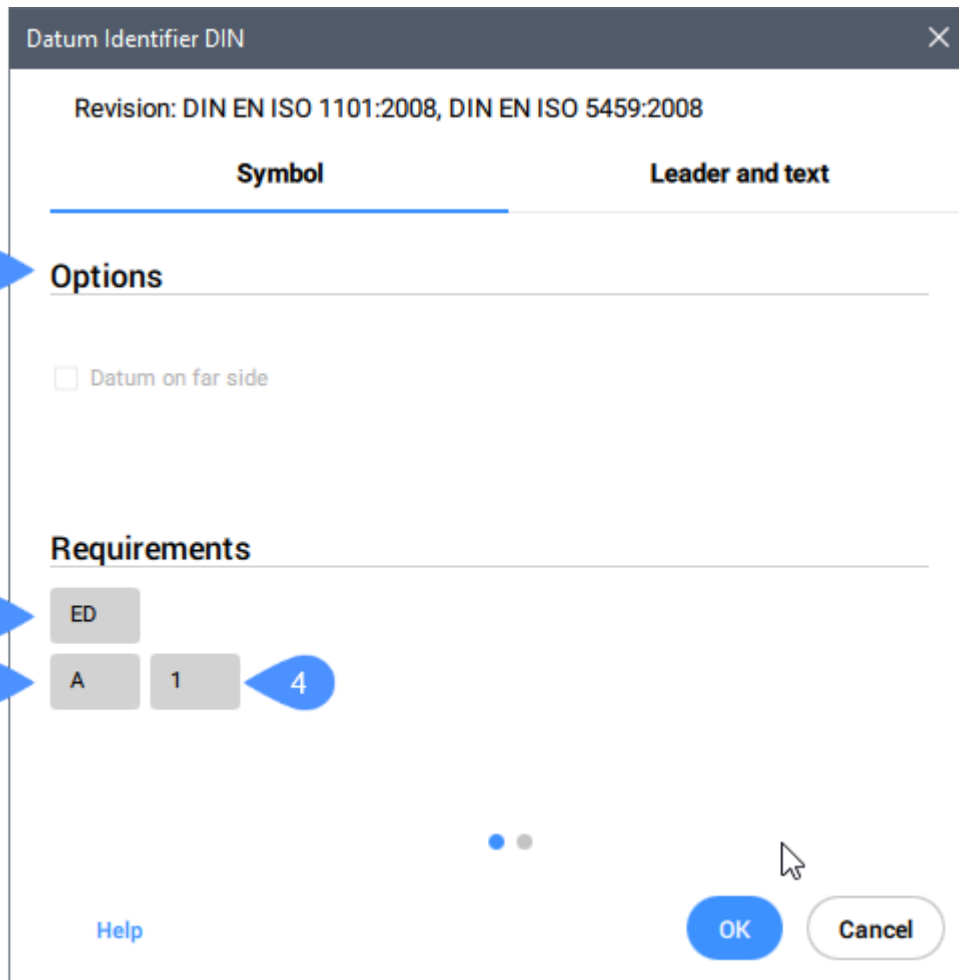 Datum Identifier DIN
Revision: DIN EN ISO 1101:2008, DIN EN ISO 5459:2008
Symbol Leader and text
Options
Datum on far side
Requirements
ED
A 1 4
Help OK Cancel